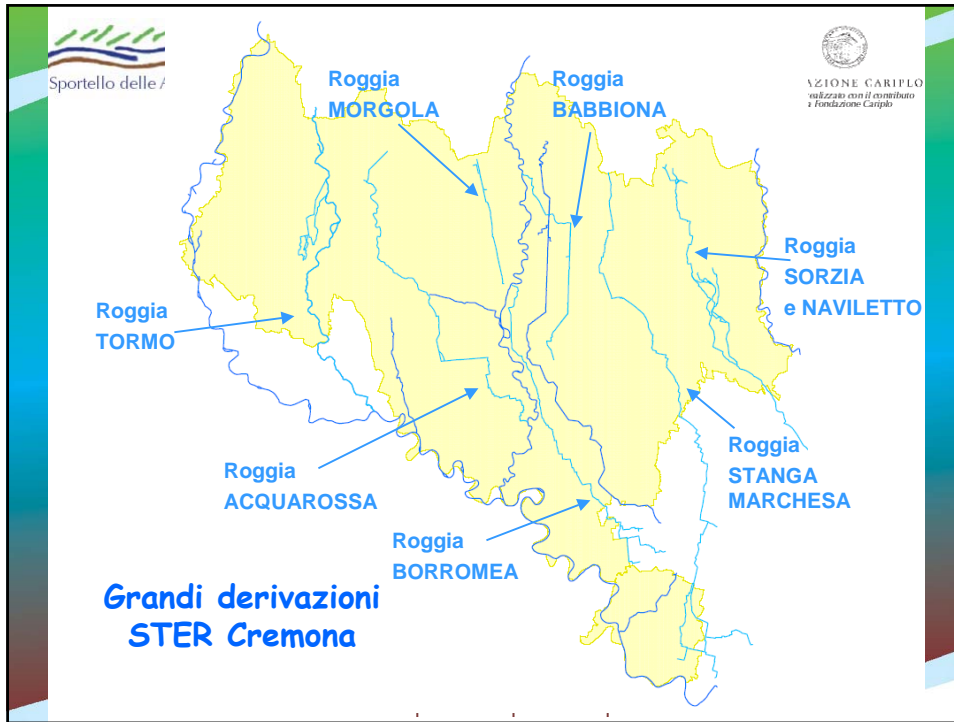 Sportello delle A
AZIONE CARIPLO
realizzato con il contributo
a Fondazione Cariplo
Roggia
MORGOLA
Roggia
BABBIONA
Roggia
SORZIA
e NAVILETTO
Roggia
TORMO
Roggia
STANGA
MARCHESA
Roggia
ACQUAROSSA
Roggia
BORROMEA
Grandi derivazioni
STER Cremona